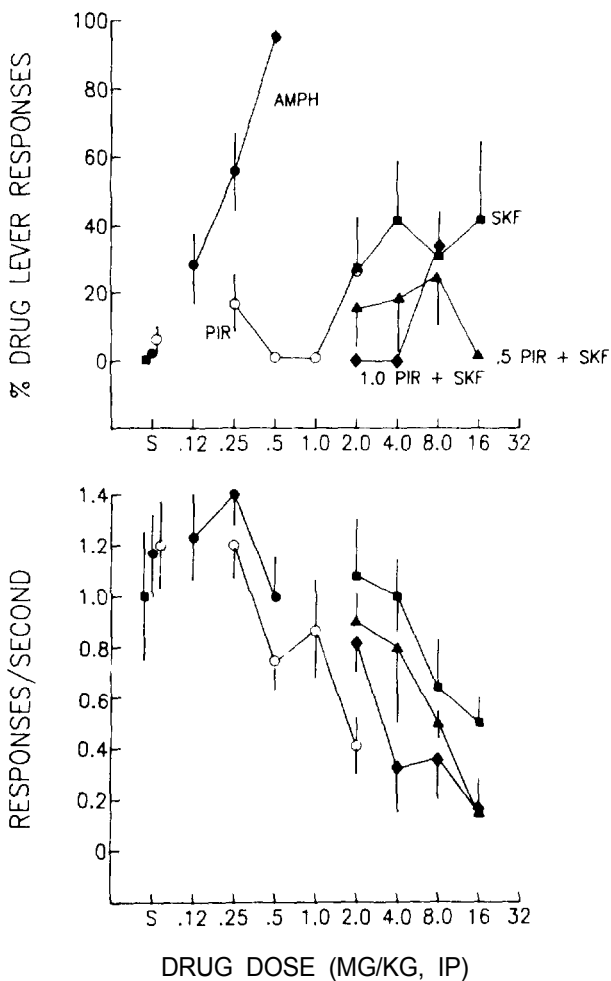 % DRUG LEVER RESPONSES
100
80
60
40
20
0
AMPH
PIR
SKF
.5 PIR + SKF
1.0 PIR + SKF
S .12 .25 .5 1.0 2.0 4.0 8.0 16 32
RESPONSES/SECOND
1.4
1.2
1.0
0.8
0.6
0.4
0.2
0
S .12 .25 .5 1.0 2.0 4.0 8.0 16 32
DRUG DOSE (MG/KG, IP)